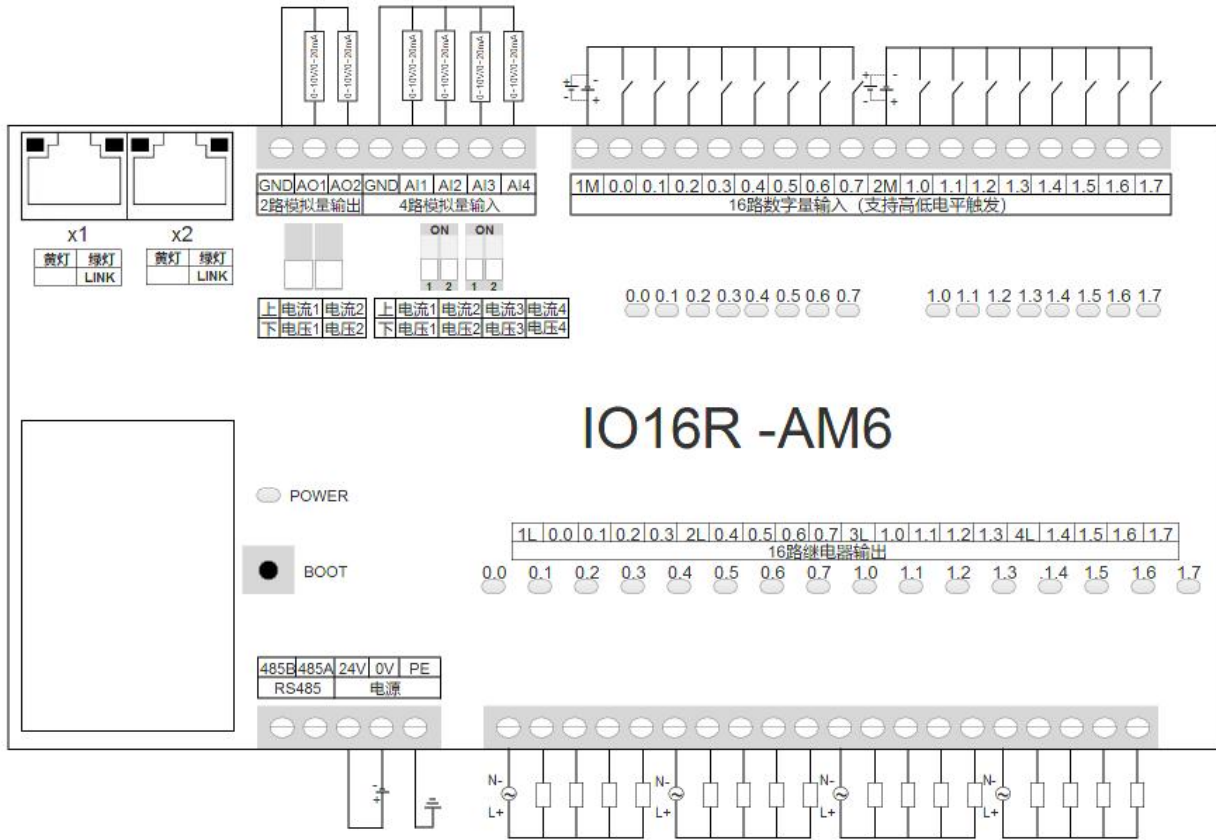 0-10V/0-20mA 0-10V/0-20mA 0-10V/0-20mA 0-10V/0-20mA 0-10V/0-20mA 0-10V/0-20mA
+ - - + + - - +
GND AO1 AO2 GND AI1 AI2 AI3 AI4
2路模拟量输出 4路模拟量输入
1M 0.0 0.1 0.2 0.3 0.4 0.5 0.6 0.7 2M 1.0 1.1 1.2 1.3 1.4 1.5 1.6 1.7
16路数字量输入（支持高低电平触发）
x1 x2
黄灯 绿灯 黄灯 绿灯
LINK LINK
ON ON
1 2 1 2
上 电流1 电流2 上 电流1 电流2 电流3 电流4
下 电压1 电压2 下 电压1 电压2 电压3 电压4
0.0 0.1 0.2 0.3 0.4 0.5 0.6 0.7 1.0 1.1 1.2 1.3 1.4 1.5 1.6 1.7
IO16R -AM6
POWER
BOOT
1L 0.0 0.1 0.2 0.3 2L 0.4 0.5 0.6 0.7 3L 1.0 1.1 1.2 1.3 4L 1.4 1.5 1.6 1.7
16路继电器输出
0.0 0.1 0.2 0.3 0.4 0.5 0.6 0.7 1.0 1.1 1.2 1.3 .1.4 1.5 1.6 1.7
485B 485A 24V 0V PE
RS485 电源
- +
N- N- N- N-
L+ L+ L+ L+